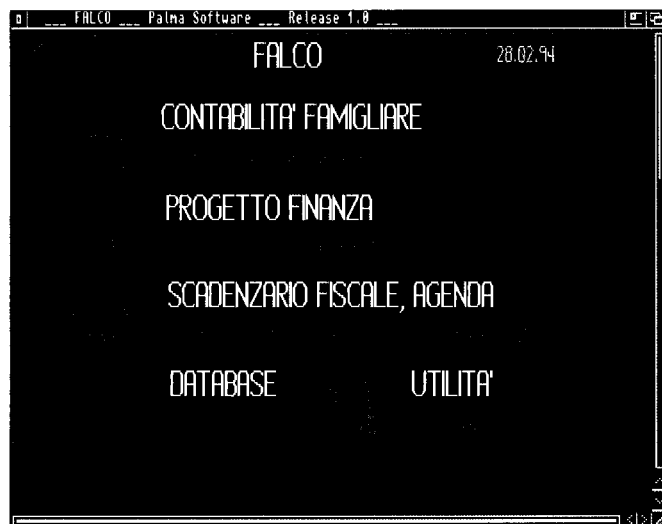 ___ FALCO ___ Palma Software ___ Release 1.0 ___
FALCO 28.02.94
CONTABILITA' FAMIGLIARE
PROGETTO FINANZA
SCADENZARIO FISCALE, AGENDA
DATABASE UTILITA'